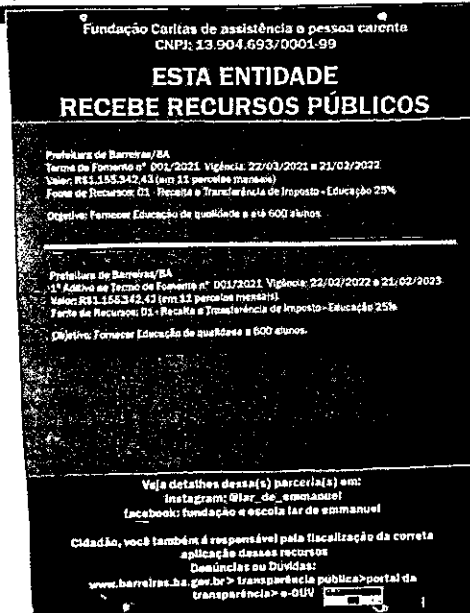 Fundação Caritas de assistência a pessoa carente
CNPJ: 13.904.693/0001-99
ESTA ENTIDADE
RECEBE RECURSOS PÚBLICOS
Prefeitura de Barreiras/BA
Termo de Fomento nº 001/2021 Vigência: 22/03/2021 a 21/02/2022
Valor: R$1.155.342,43 (em 11 parcelas mensais)
Fonte de Recursos: 01 - Receita e Transferência de Imposto - Educação 25%
Objetivo: Fornecer Educação de qualidade a até 600 alunos.
Prefeitura de Barreiras/BA
1º Aditivo ao Termo de Fomento nº 001/2021 Vigência: 22/02/2022 a 21/02/2023
Valor: R$1.155.342,43 (em 11 parcelas mensais)
Fonte de Recursos: 01 - Receita e Transferência de Imposto - Educação 25%
Objetivo: Fornecer Educação de qualidade a 600 alunos.
Veja detalhes dessa(s) parceria(s) em:
Instagram: @lar_de_emmanuel
facebook: fundação e escola lar de emmanuel
Cidadão, você também é responsável pela fiscalização da correta
aplicação desses recursos
Denúncias ou Dúvidas:
www.barreiras.ba.gov.br> transparência publica>portal da
transparência> e-OUV